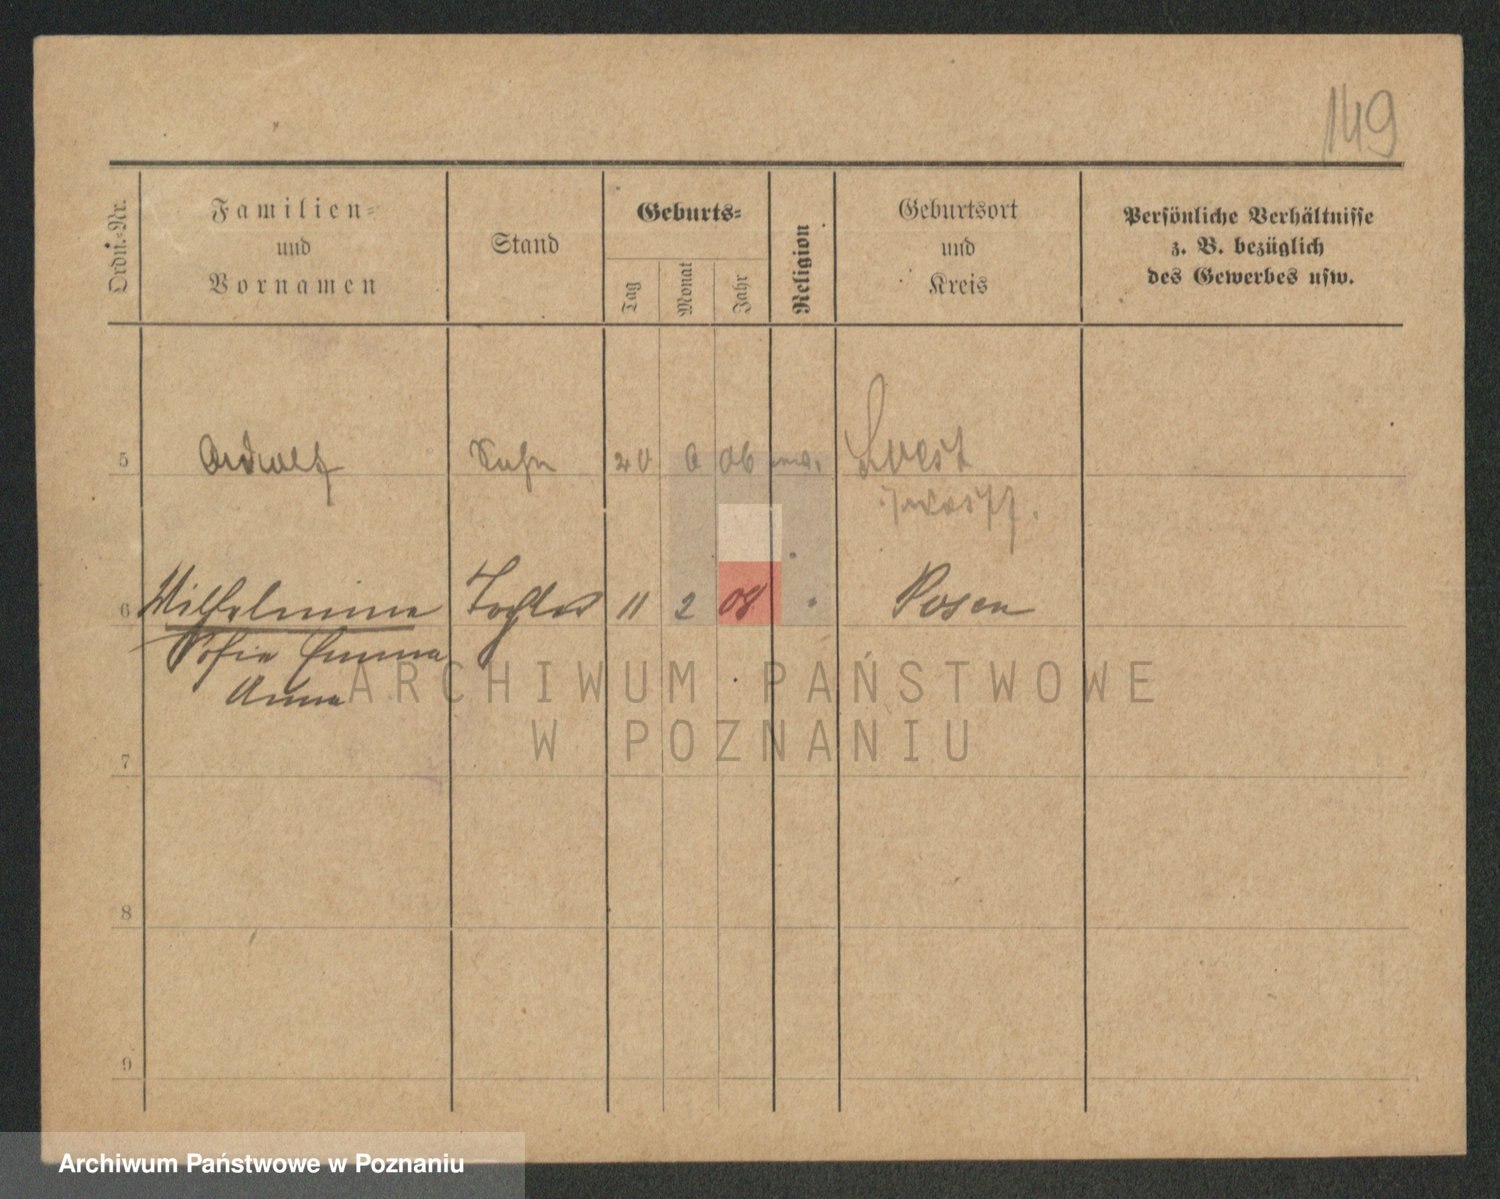 149
Ordn.-Nr.
Familien-
und
Vornamen
Stand
Geburts-
Tag
Monat
Jahr
Religion
Geburtsort
und
Kreis
Persönliche Verhältnisse
z. B. bezüglich
des Gewerbes usw.
5 Sohn 20 06
6 Wilhelmine Tochter 11 2 08 Posen
Sofie Emma
Anna
ARCHIWUM PAŃSTWOWE
W POZNANIU
7
8
9
Archiwum Państwowe w Poznaniu